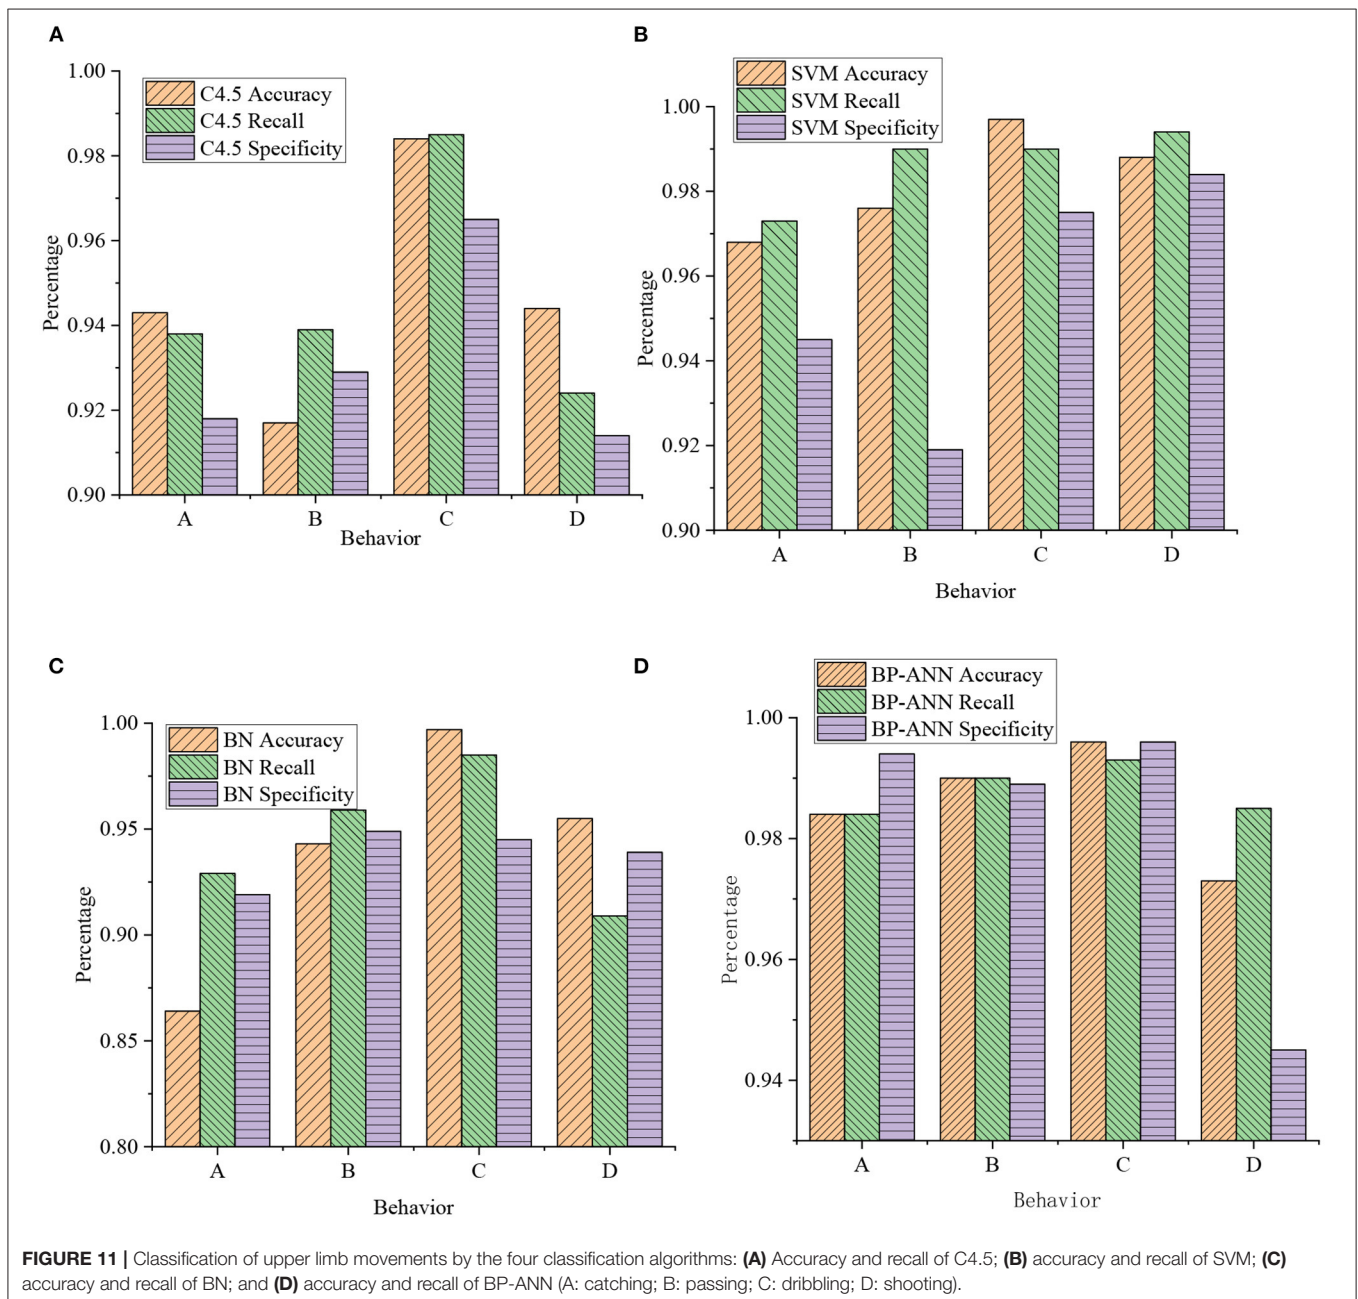 A
1.00
0.98
0.96
0.94
0.92
0.90
Percentage
C4.5 Accuracy
C4.5 Recall
C4.5 Specificity
A B C D
Behavior
B
1.00
0.98
0.96
0.94
0.92
0.90
Percentage
SVM Accuracy
SVM Recall
SVM Specificity
A B C D
Behavior
C
1.00
0.95
0.90
0.85
0.80
Percentage
BN Accuracy
BN Recall
BN Specificity
A B C D
Behavior
D
1.00
0.98
0.96
0.94
Percentage
BP-ANN Accuracy
BP-ANN Recall
BP-ANN Specificity
A B C D
Behavior
FIGURE 11 | Classification of upper limb movements by the four classification algorithms: (A) Accuracy and recall of C4.5; (B) accuracy and recall of SVM; (C)
accuracy and recall of BN; and (D) accuracy and recall of BP-ANN (A: catching; B: passing; C: dribbling; D: shooting).